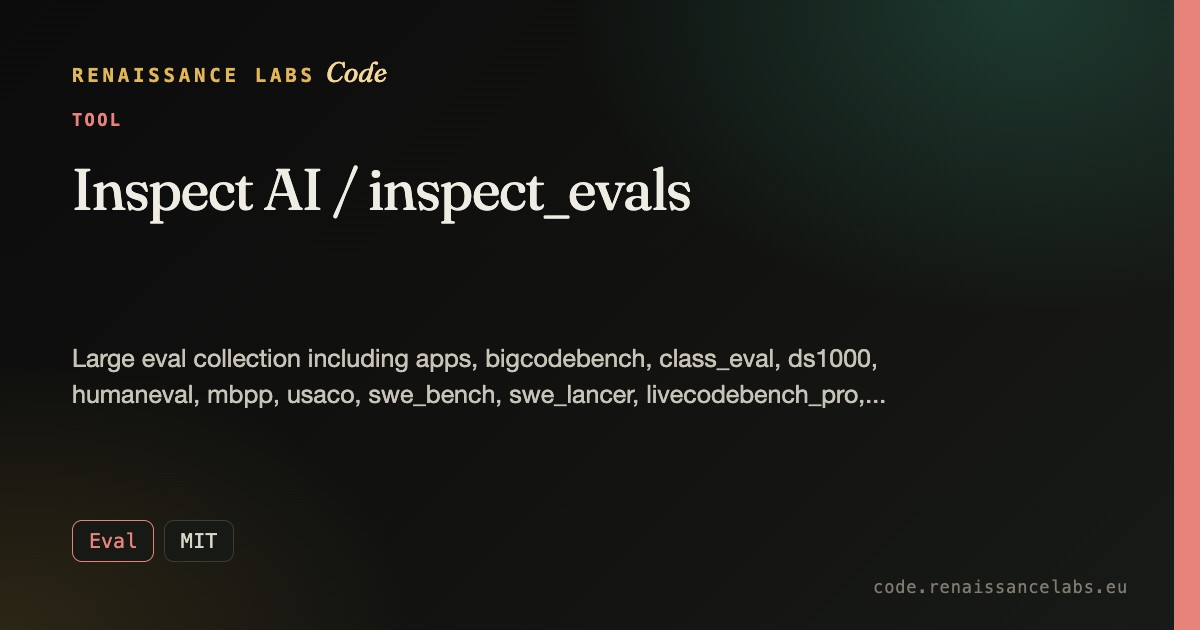 RENAISSANCE LABS Code
TOOL
Inspect AI / inspect_evals
Large eval collection including apps, bigcodebench, class_eval, ds1000,
humaneval, mbpp, usaco, swe_bench, swe_lancer, livecodebench_pro,...
Eval MIT
code.renaissancelabs.eu